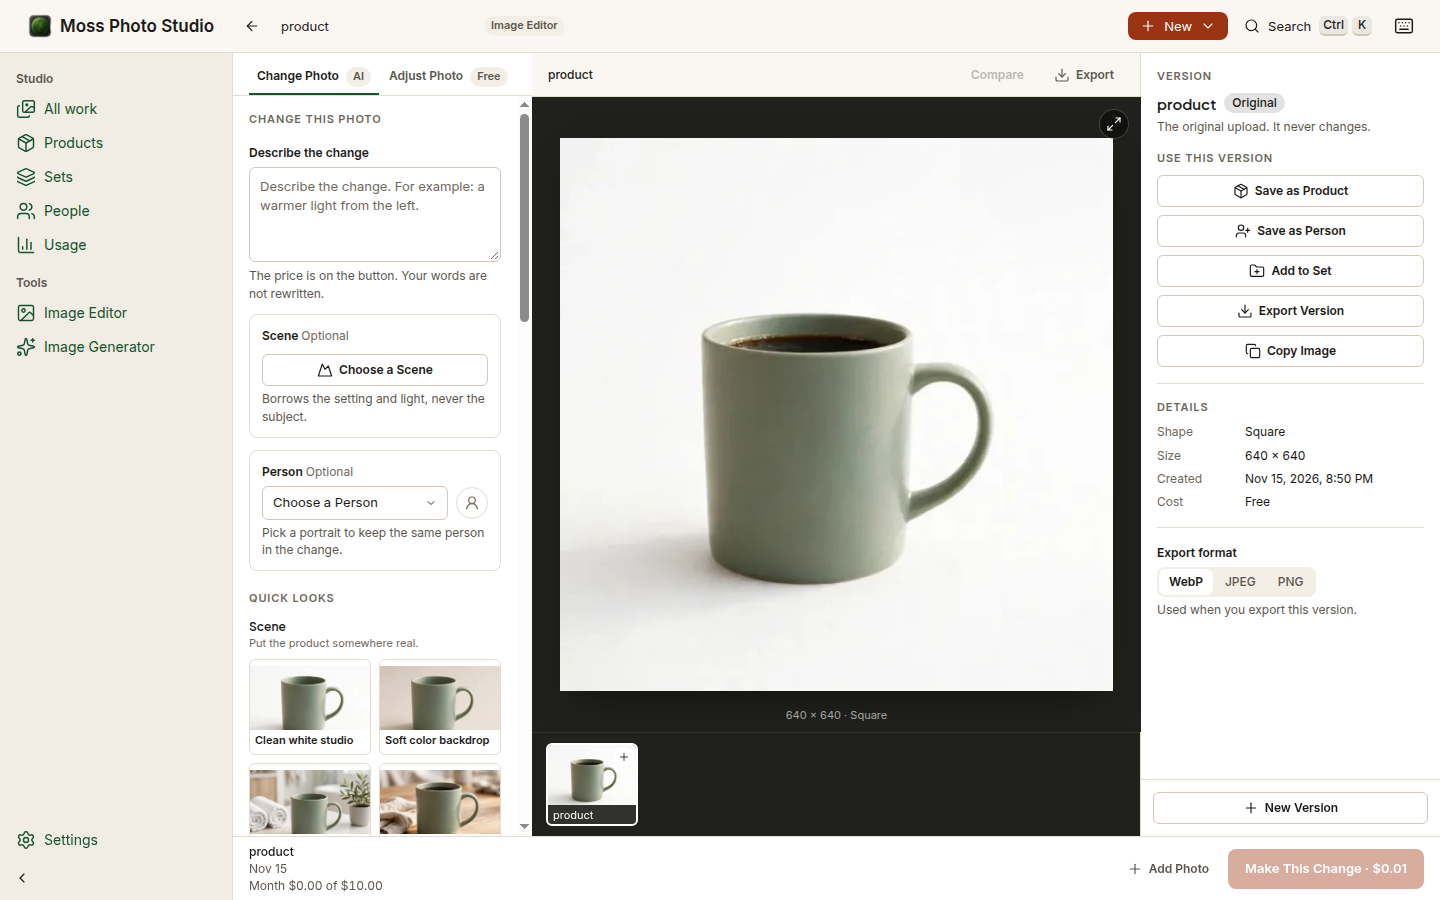 Moss Photo Studio
product
Image Editor
New
Search
Ctrl
K
Studio
All work
Products
Sets
People
Usage
Tools
Image Editor
Image Generator
Settings
Change Photo
AI
Adjust Photo
Free
CHANGE THIS PHOTO
Describe the change
Describe the change. For example: a
warmer light from the left.
The price is on the button. Your words are
not rewritten.
Scene Optional
Choose a Scene
Borrows the setting and light, never the
subject.
Person Optional
Choose a Person
Pick a portrait to keep the same person
in the change.
QUICK LOOKS
Scene
Put the product somewhere real.
Clean white studio
Soft color backdrop
product
Compare
Export
640 × 640 · Square
product
VERSION
product
Original
The original upload. It never changes.
USE THIS VERSION
Save as Product
Save as Person
Add to Set
Export Version
Copy Image
DETAILS
Shape Square
Size 640 × 640
Created Nov 15, 2026, 8:50 PM
Cost Free
Export format
WebP
JPEG
PNG
Used when you export this version.
New Version
product
Nov 15
Month $0.00 of $10.00
Add Photo
Make This Change · $0.01